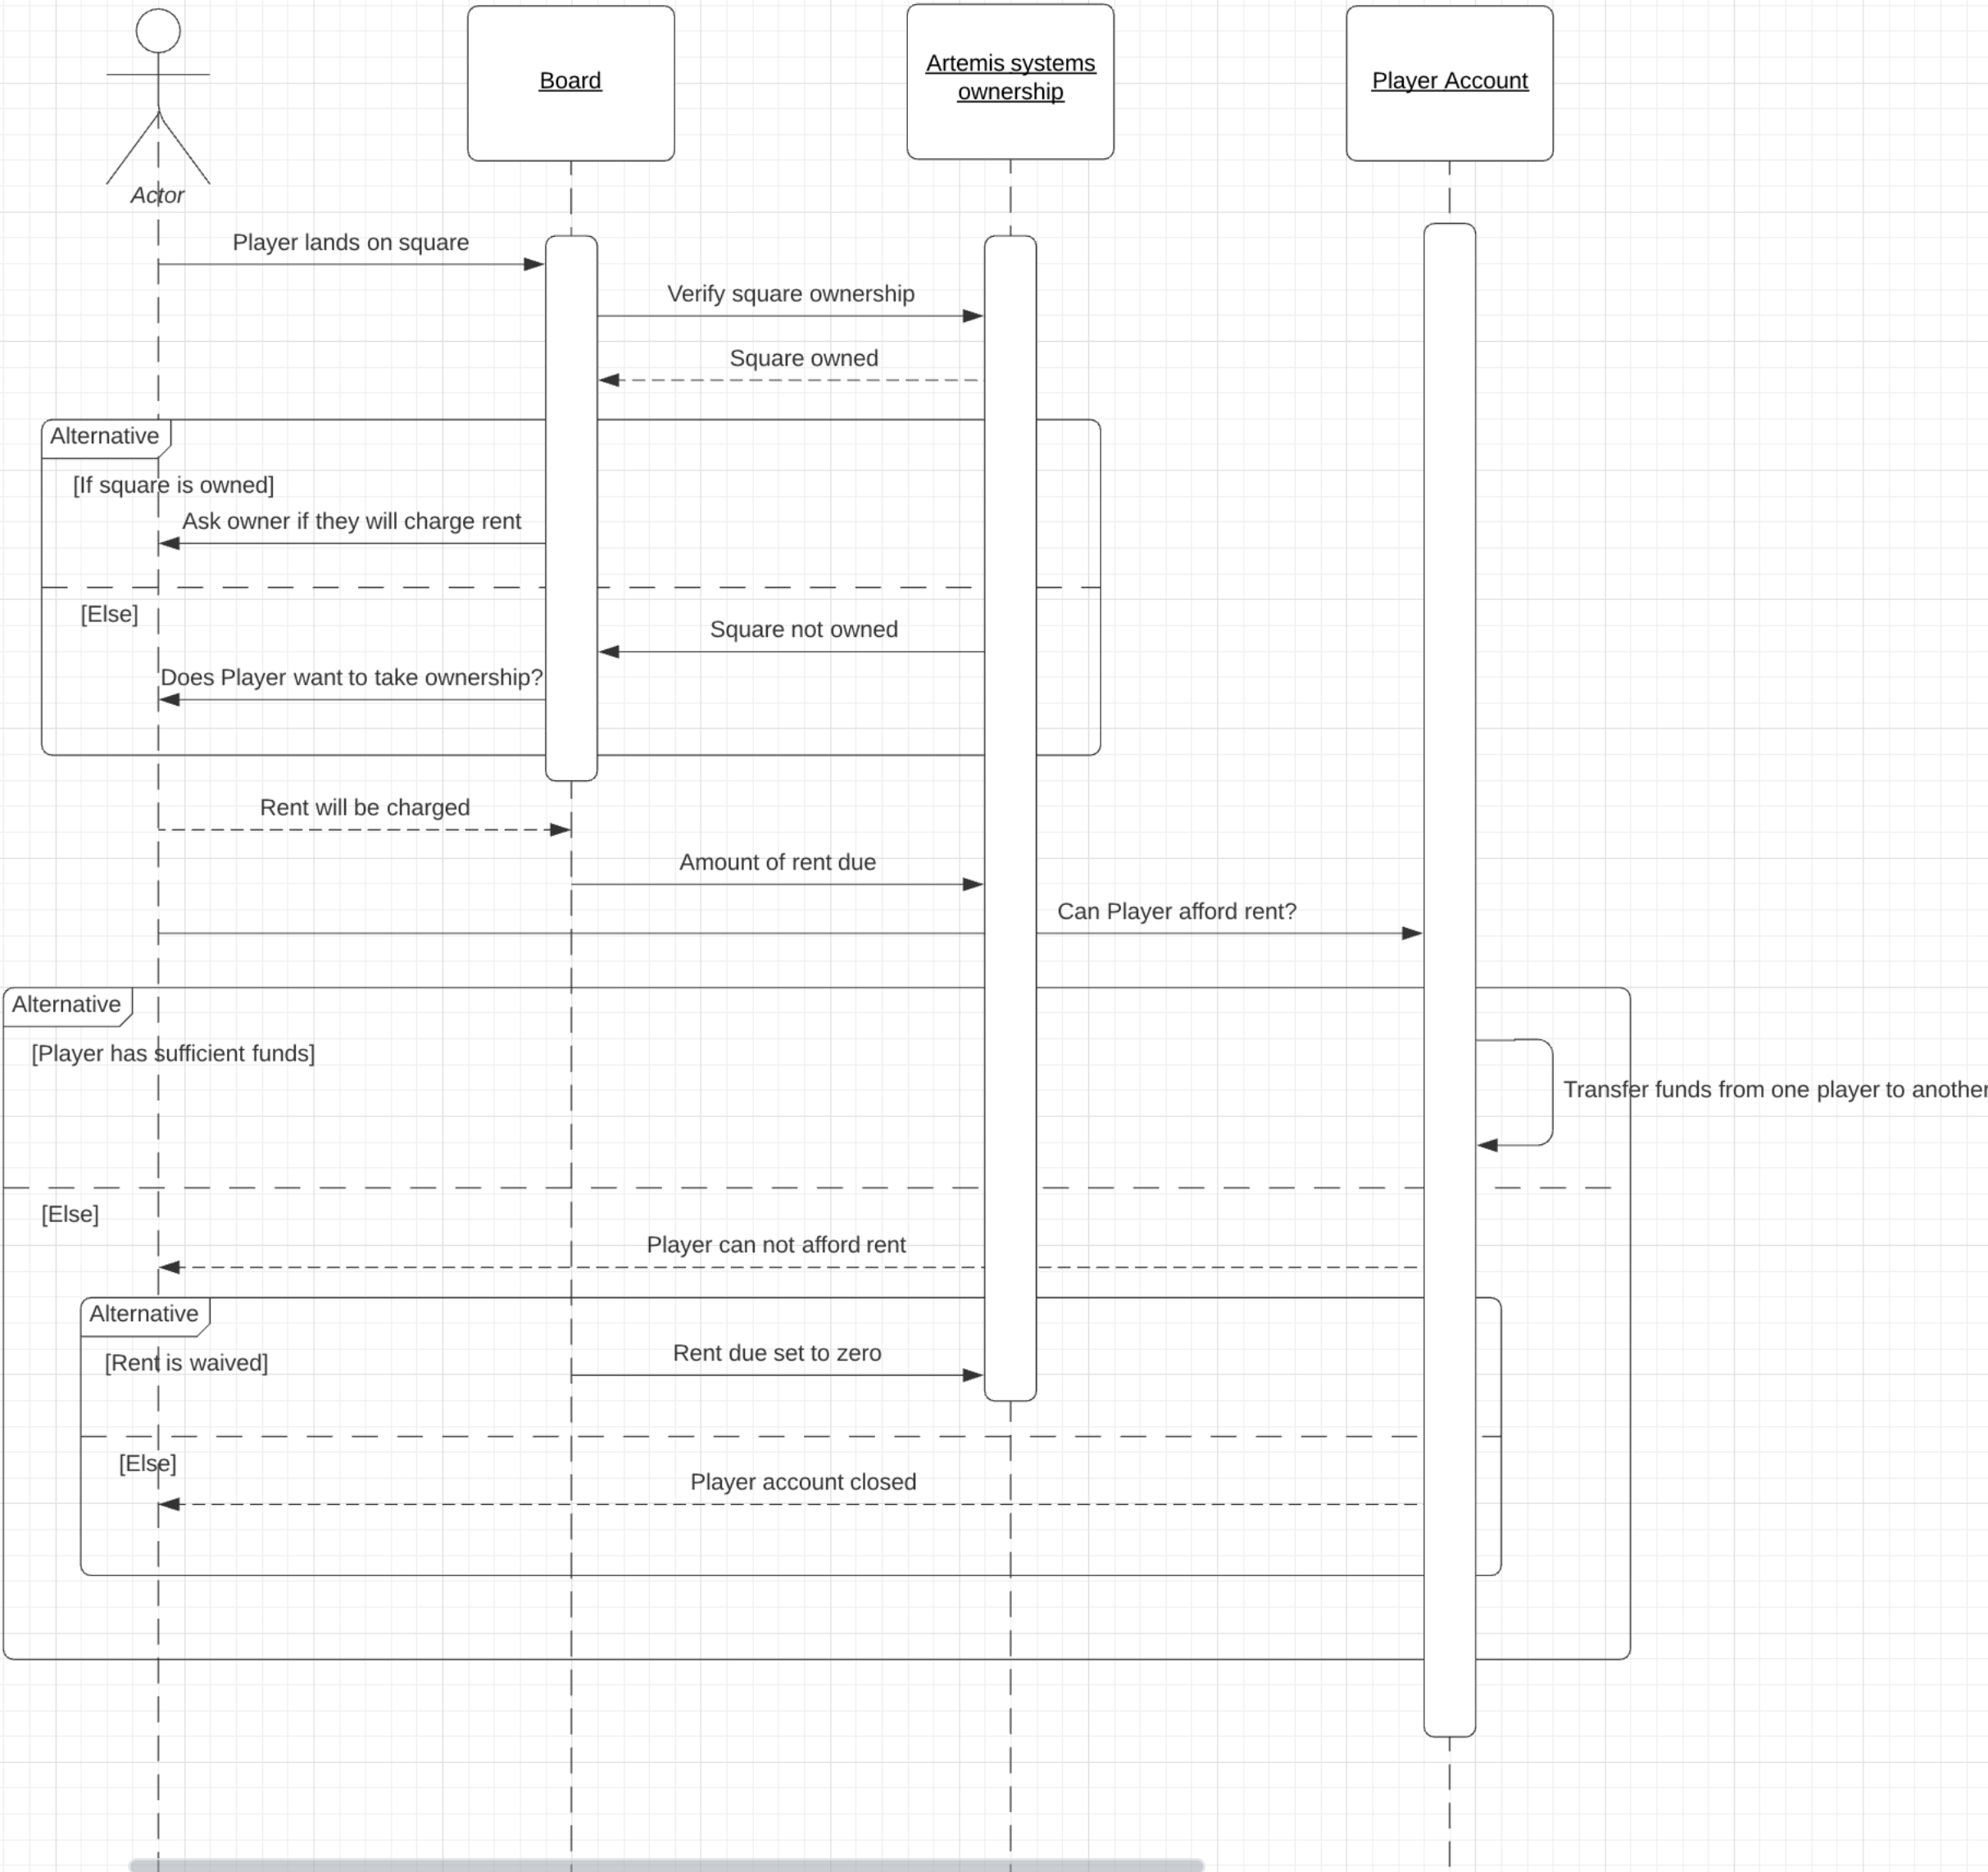 Board
Artemis systems
ownership
Player Account
Actor
Player lands on square
Verify square ownership
Square owned
Alternative
[If square is owned]
Ask owner if they will charge rent
[Else]
Square not owned
Does Player want to take ownership?
Rent will be charged
Amount of rent due
Can Player afford rent?
Alternative
[Player has sufficient funds]
Transfer funds from one player to another
[Else]
Player can not afford rent
Alternative
[Rent is waived]
Rent due set to zero
[Else]
Player account closed